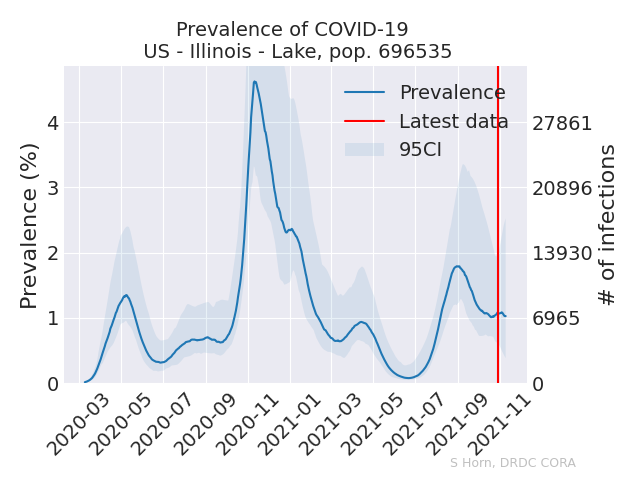 Prevalence of COVID-19
US - Illinois - Lake, pop. 696535
Prevalence
Latest data
95CI
Prevalence (%)
4
3
2
1
0
27861
20896
13930
6965
0
# of infections
2020-03
2020-05
2020-07
2020-09
2020-11
2021-01
2021-03
2021-05
2021-07
2021-09
2021-11
S Horn, DRDC CORA